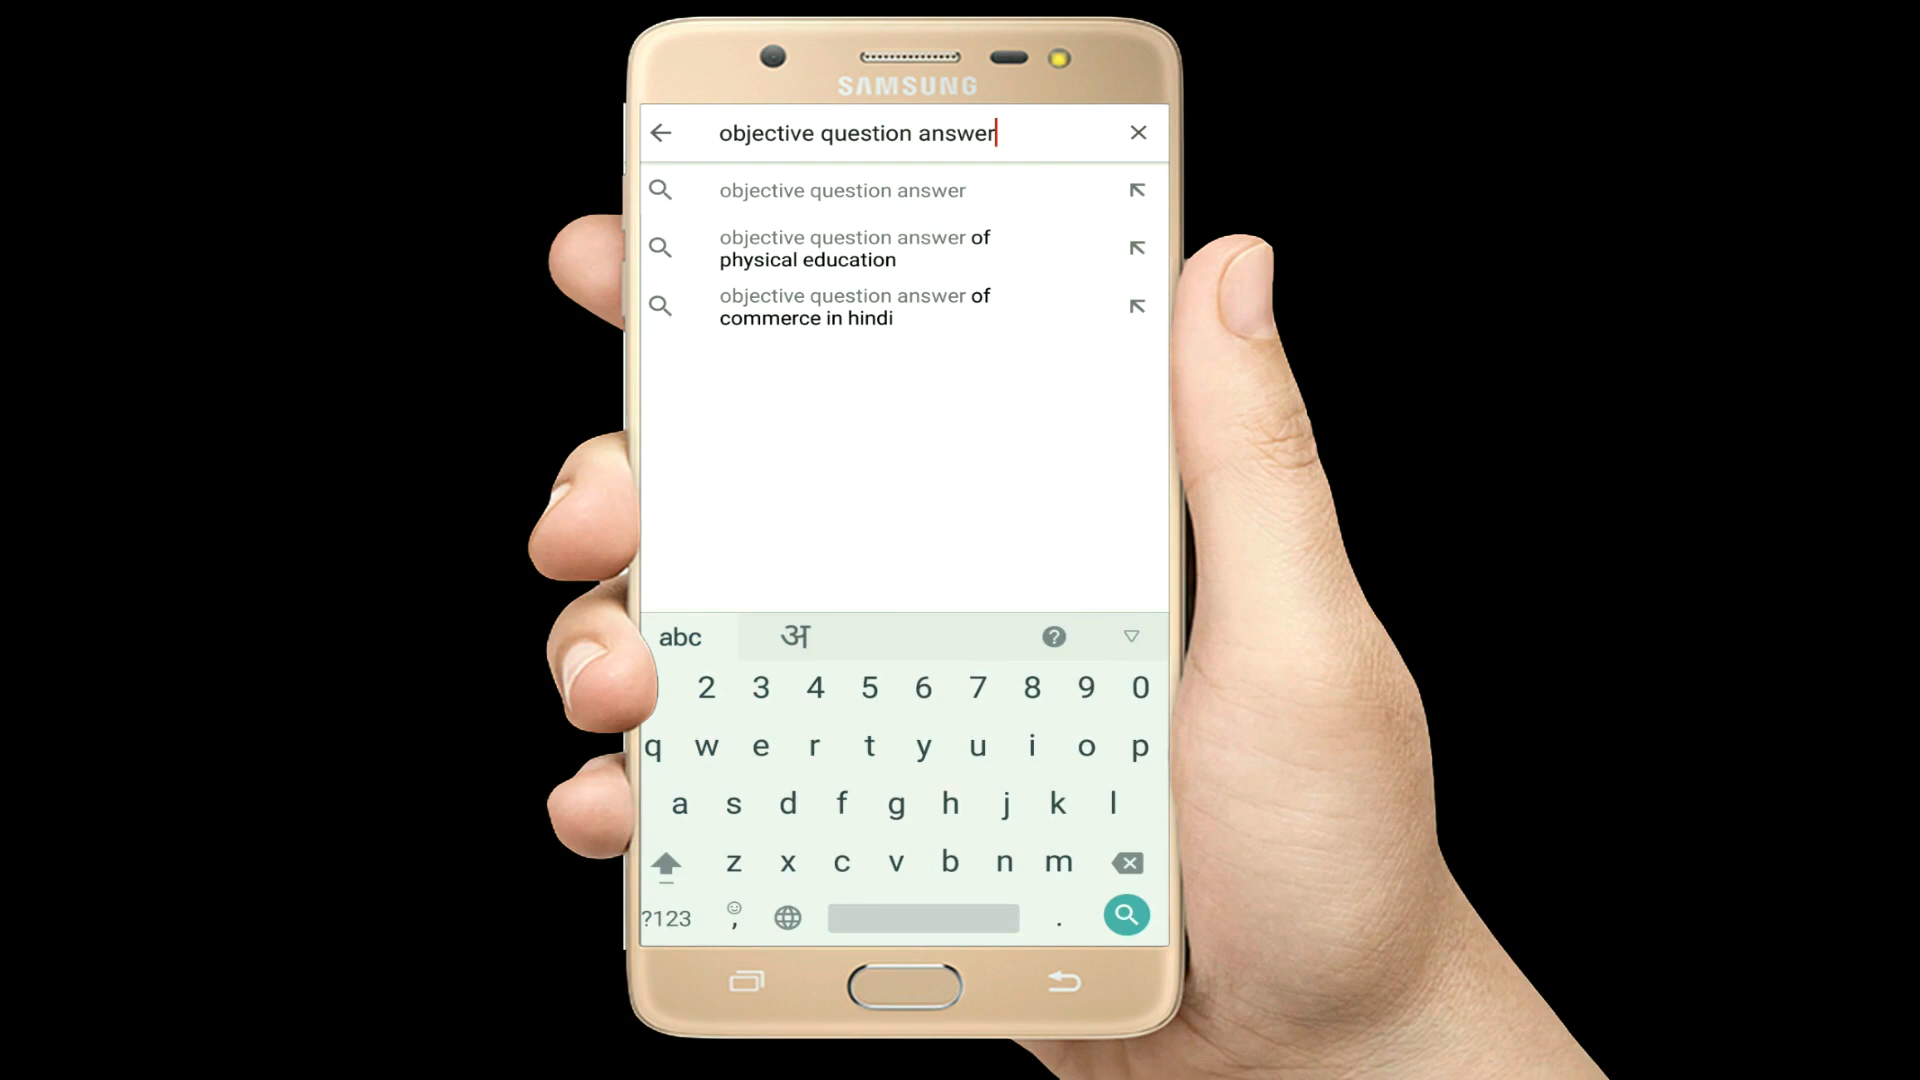 SAMSUNG
objective question answer
objective question answer
objective question answer of
physical education
objective question answer of
commerce in hindi
abc अ
2 3 4 5 6 7 8 9 0
q w e r t y u i o p
a s d f g h j k l
z x c v b n m
?123 , .